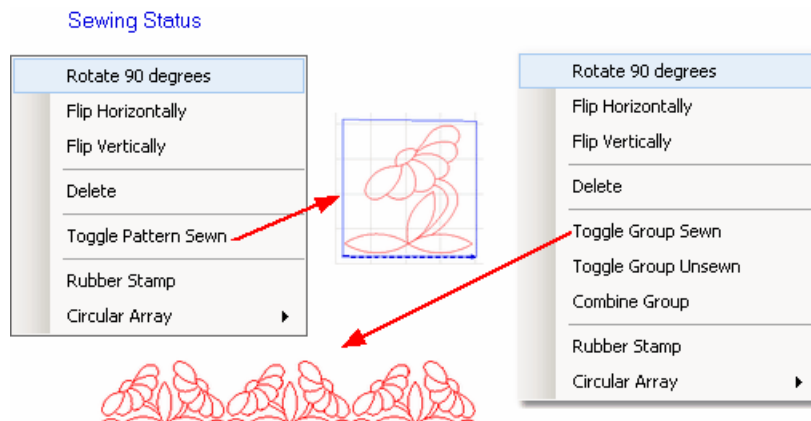 Sewing Status
Rotate 90 degrees
Flip Horizontally
Flip Vertically
Delete
Toggle Pattern Sewn
Rubber Stamp
Circular Array
Rotate 90 degrees
Flip Horizontally
Flip Vertically
Delete
Toggle Group Sewn
Toggle Group Unsewn
Combine Group
Rubber Stamp
Circular Array